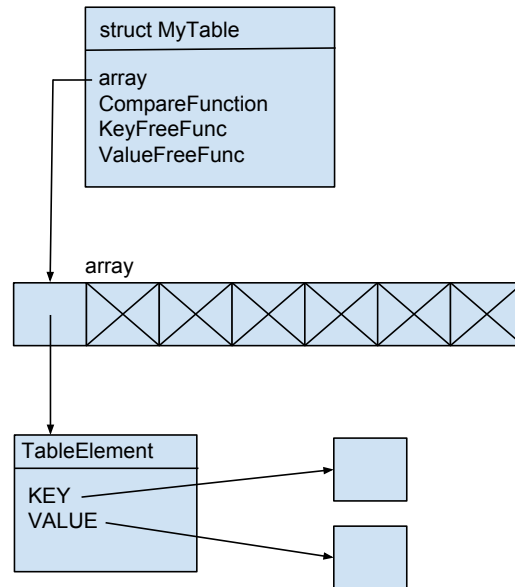 struct MyTable
array
CompareFunction
KeyFreeFunc
ValueFreeFunc
array
TableElement
KEY
VALUE